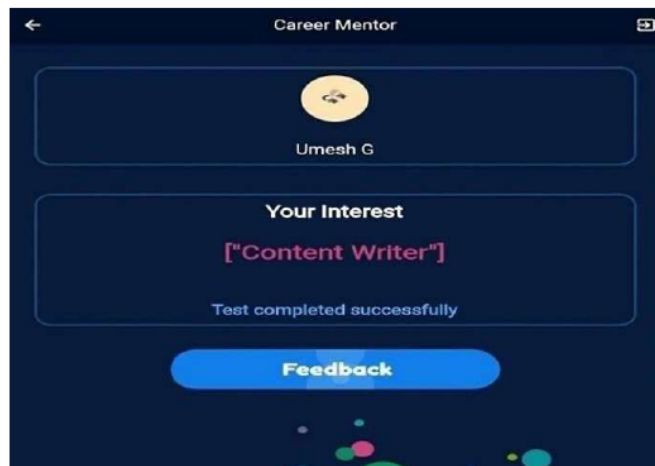 Career Mentor
Umesh G
Your Interest
["Content Writer"]
Test completed successfully
Feedback